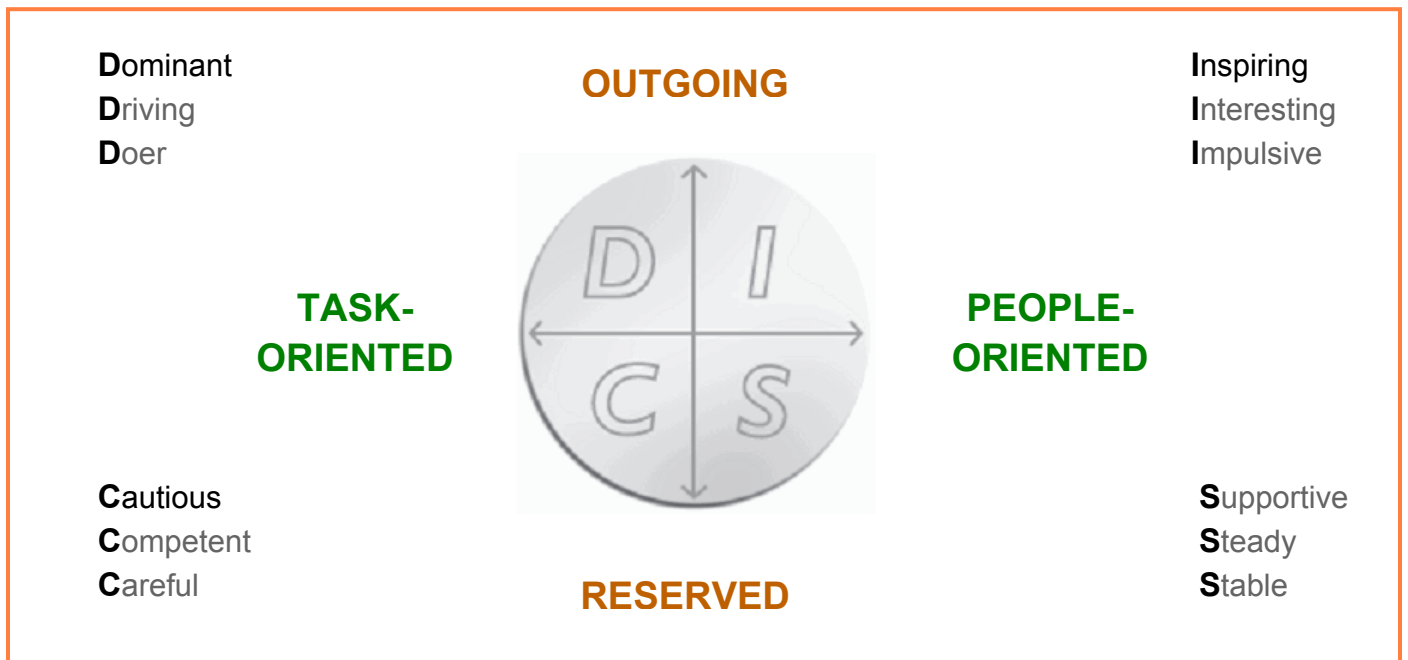 Dominant
Driving
Doer
OUTGOING
Inspiring
Interesting
Impulsive
TASK-
ORIENTED
D I
C S
PEOPLE-
ORIENTED
Cautious
Competent
Careful
RESERVED
Supportive
Steady
Stable